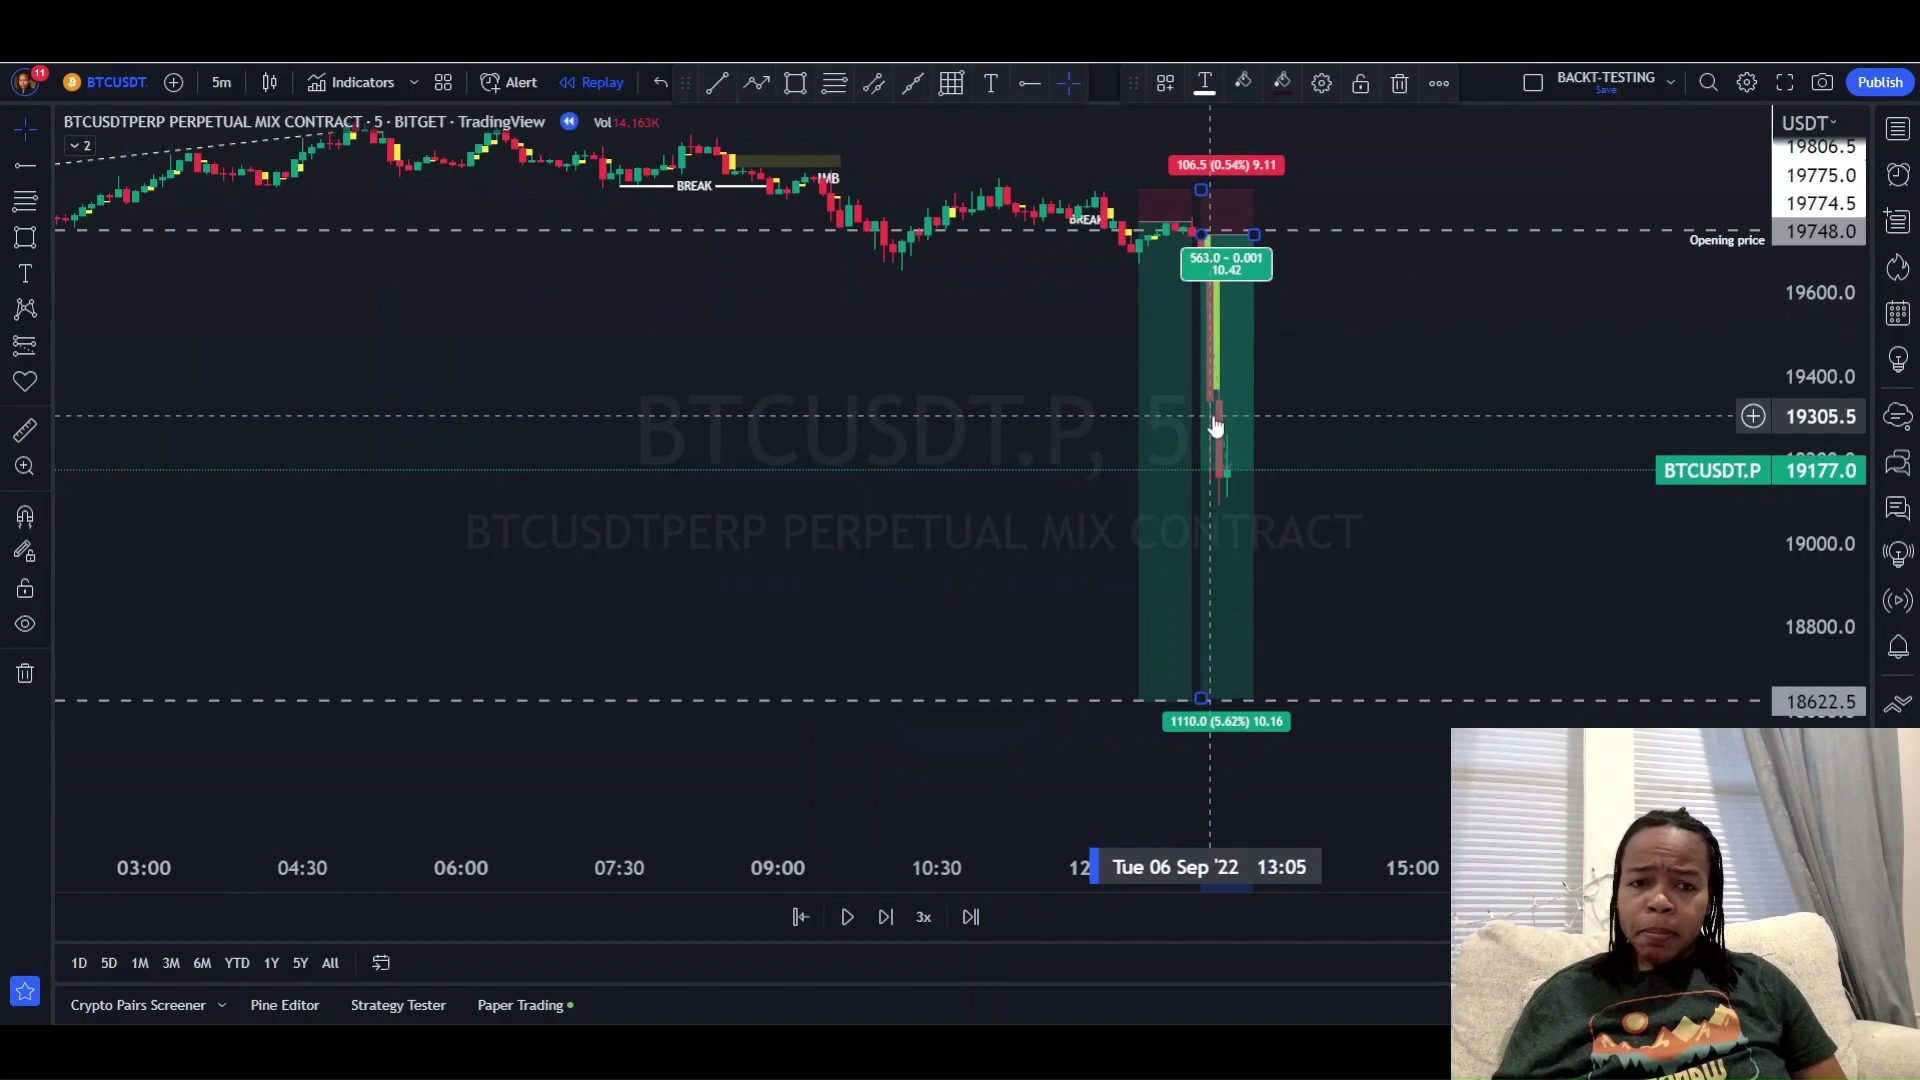 11
BTCUSDT
5m
Indicators
Alert
Replay
BACKT-TESTING
Save
Publish
BTCUSDTPERP PERPETUAL MIX CONTRACT · 5 · BITGET · TradingView
Vol 14.163K
2
USDT
19806.5
19775.0
19774.5
19748.0
Opening price
19600.0
19400.0
19305.5
BTCUSDT.P 19177.0
19000.0
18800.0
18622.5
BREAK
IMB
BREAK
106.5 (0.54%) 9.11
563.0 ~ 0.001
10.42
1110.0 (5.62%) 10.16
BTCUSDT.P, 5
BTCUSDTPERP PERPETUAL MIX CONTRACT
03:00 04:30 06:00 07:30 09:00 10:30 12 Tue 06 Sep '22 13:05 15:00
3x
1D 5D 1M 3M 6M YTD 1Y 5Y All
Crypto Pairs Screener Pine Editor Strategy Tester Paper Trading